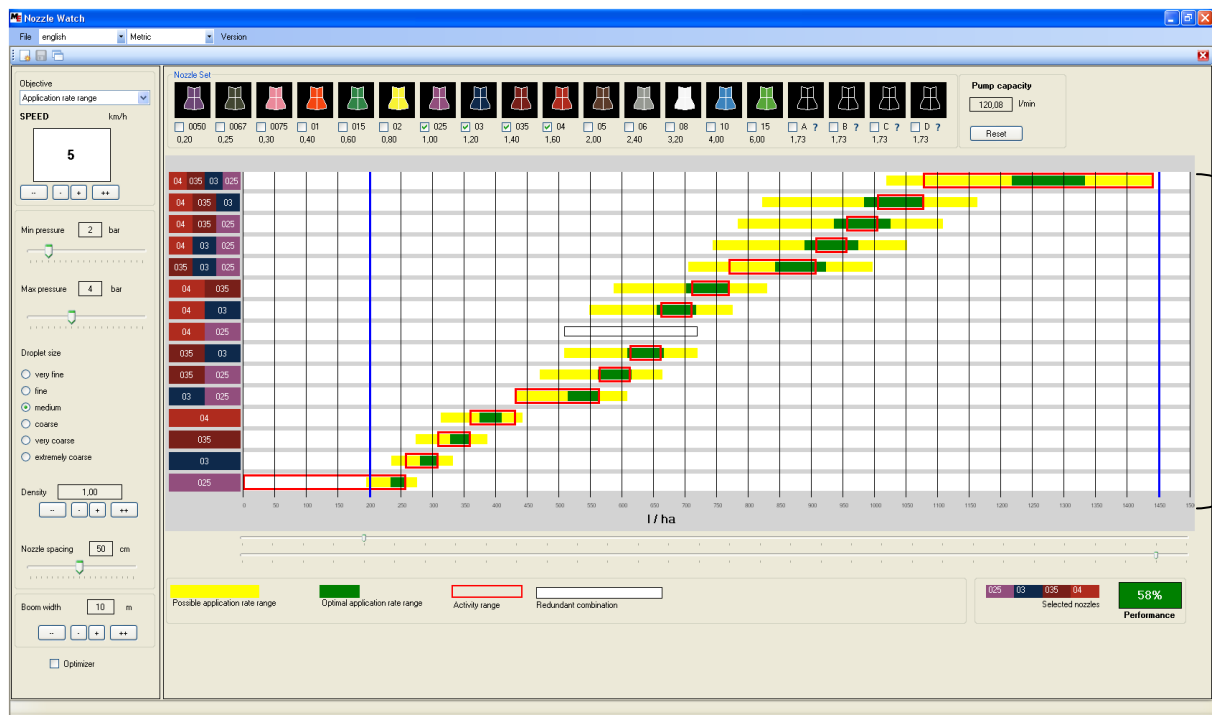 Nozzle Watch
File english Metric Version
Objective
Application rate range
SPEED km/h
5
-- - + ++
Min pressure 2 bar
Max pressure 4 bar
Droplet size
very fine
fine
medium
coarse
very coarse
extremely coarse
Density 1,00
-- - + ++
Nozzle spacing 50 cm
Boom width 10 m
-- - + ++
Optimizer
Nozzle Set
0050 0067 0075 01 015 02 025 03 035 04 05 06 08 10 15 A ? B ? C ? D ?
0,20 0,25 0,30 0,40 0,60 0,80 1,00 1,20 1,40 1,60 2,00 2,40 3,20 4,00 6,00 1,73 1,73 1,73 1,73
Pump capacity
120,08 l/min
Reset
04 035 03 025
04 035 03
04 035 025
04 03 025
035 03 025
04 035
04 03
04 025
035 03
035 025
03 025
04
035
03
025
0 50 100 150 200 250 300 350 400 450 500 550 600 650 700 750 800 850 900 950 1000 1050 1100 1150 1200 1250 1300 1350 1400 1450 1500
l / ha
Possible application rate range
Optimal application rate range
Activity range
Redundant combination
025 03 035 04
Selected nozzles
58%
Performance